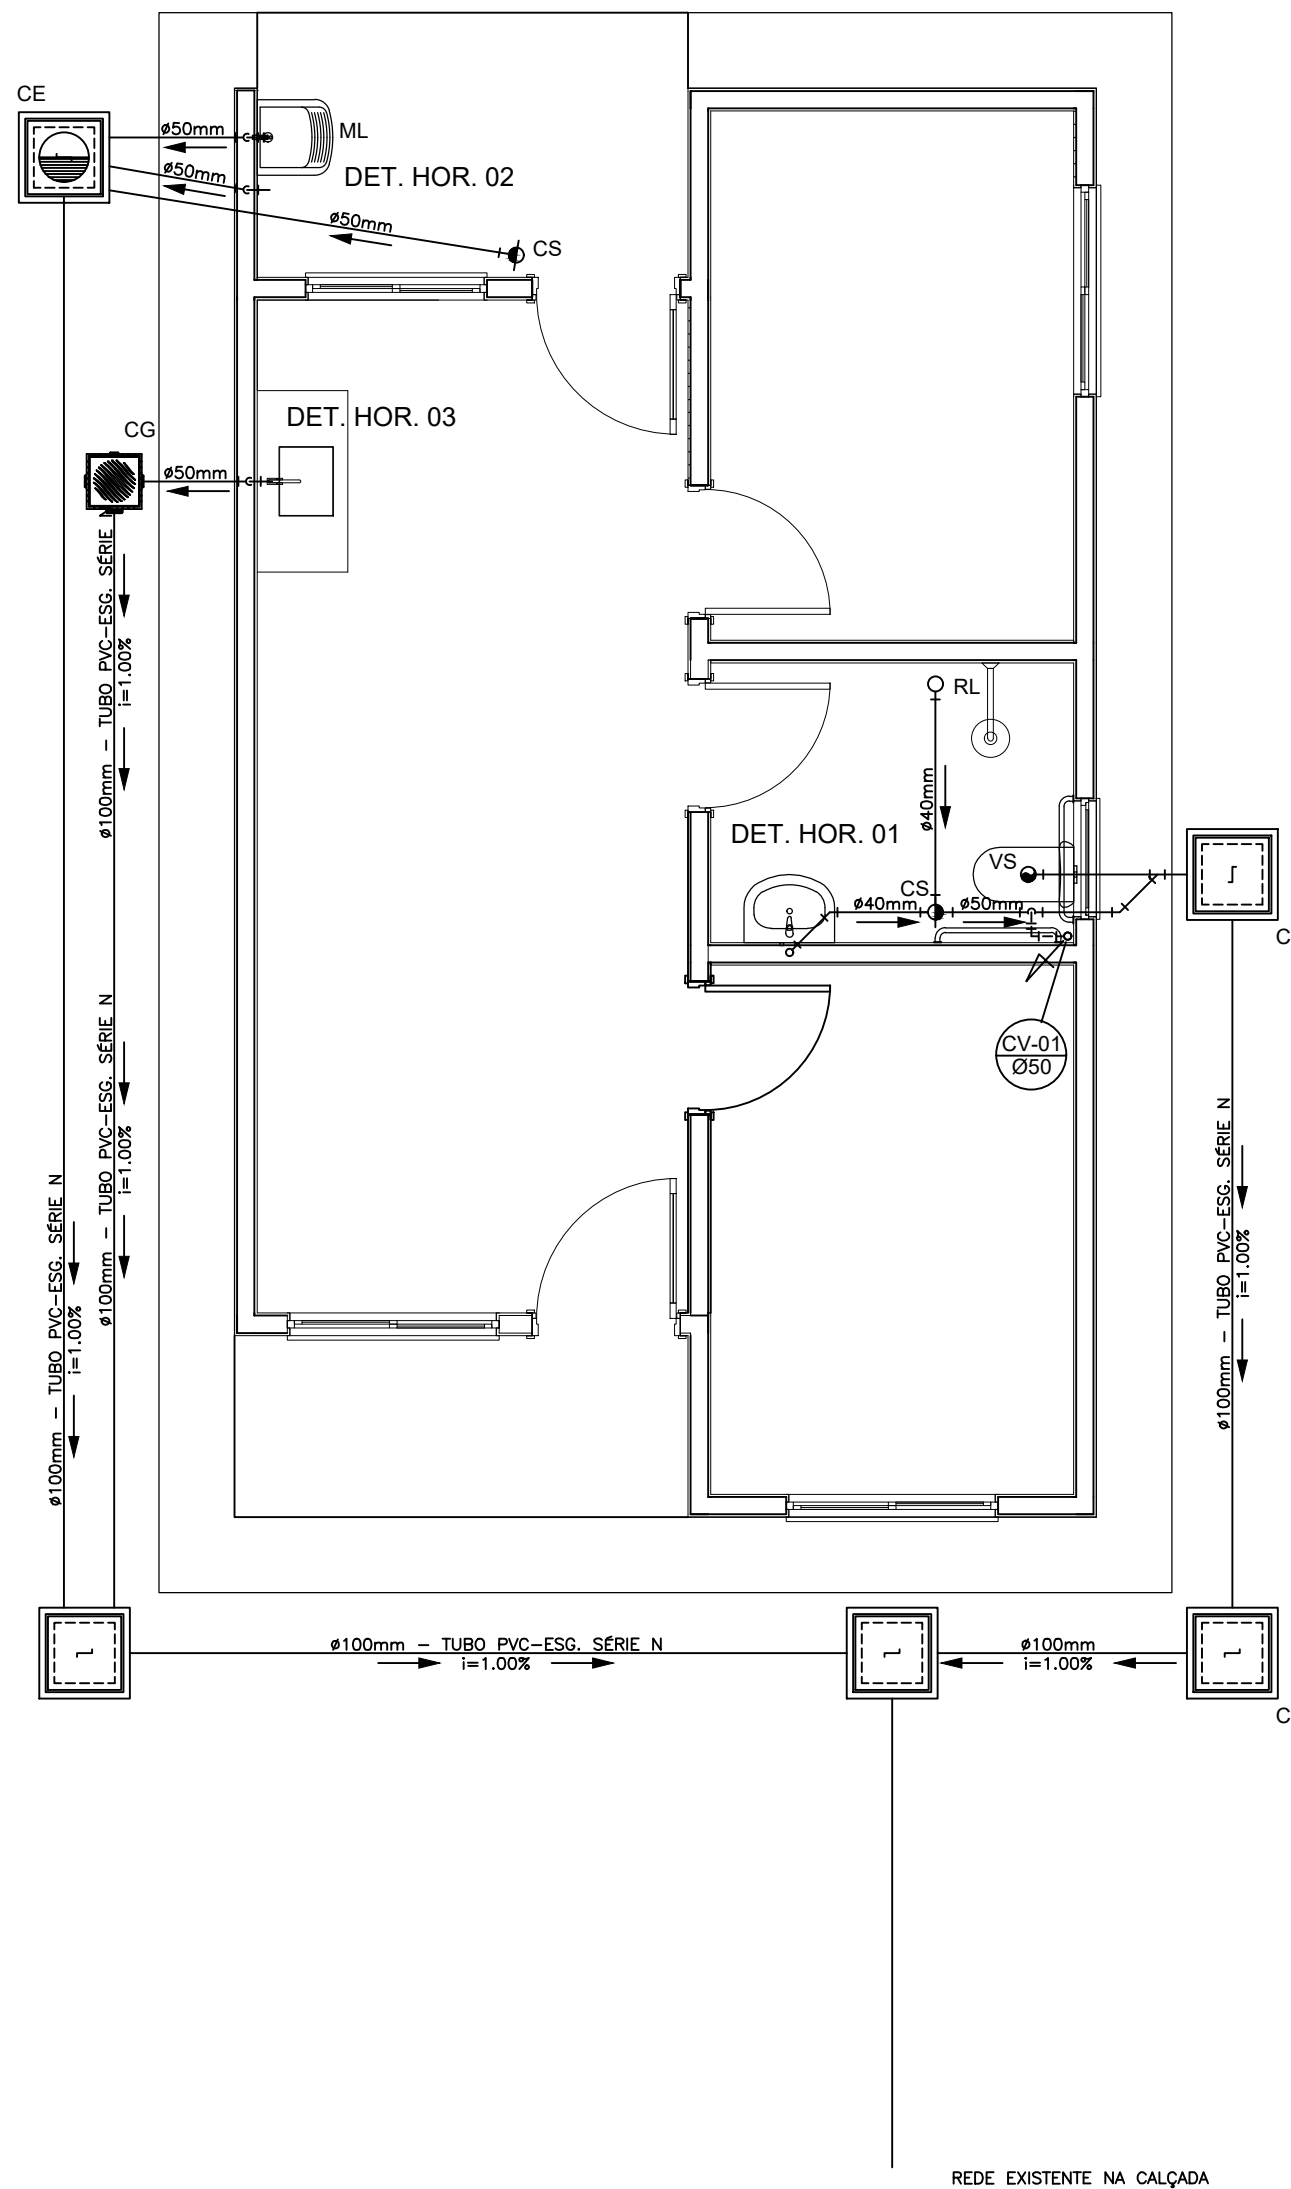 CE
ø50mm
ML
ø50mm
DET. HOR. 02
ø50mm
CS
DET. HOR. 03
CG
ø50mm
ø100mm – TUBO PVC–ESG. SÉRIE N
i=1.00%
RL
ø40mm
DET. HOR. 01
VS
CS
ø40mm
ø50mm
C
CV-01
Ø50
ø100mm – TUBO PVC–ESG. SÉRIE N
i=1.00%
ø100mm – TUBO PVC–ESG. SÉRIE N
i=1.00%
ø100mm – TUBO PVC–ESG. SÉRIE N
i=1.00%
ø100mm – TUBO PVC–ESG. SÉRIE N
i=1.00%
ø100mm
i=1.00%
C
REDE EXISTENTE NA CALÇADA